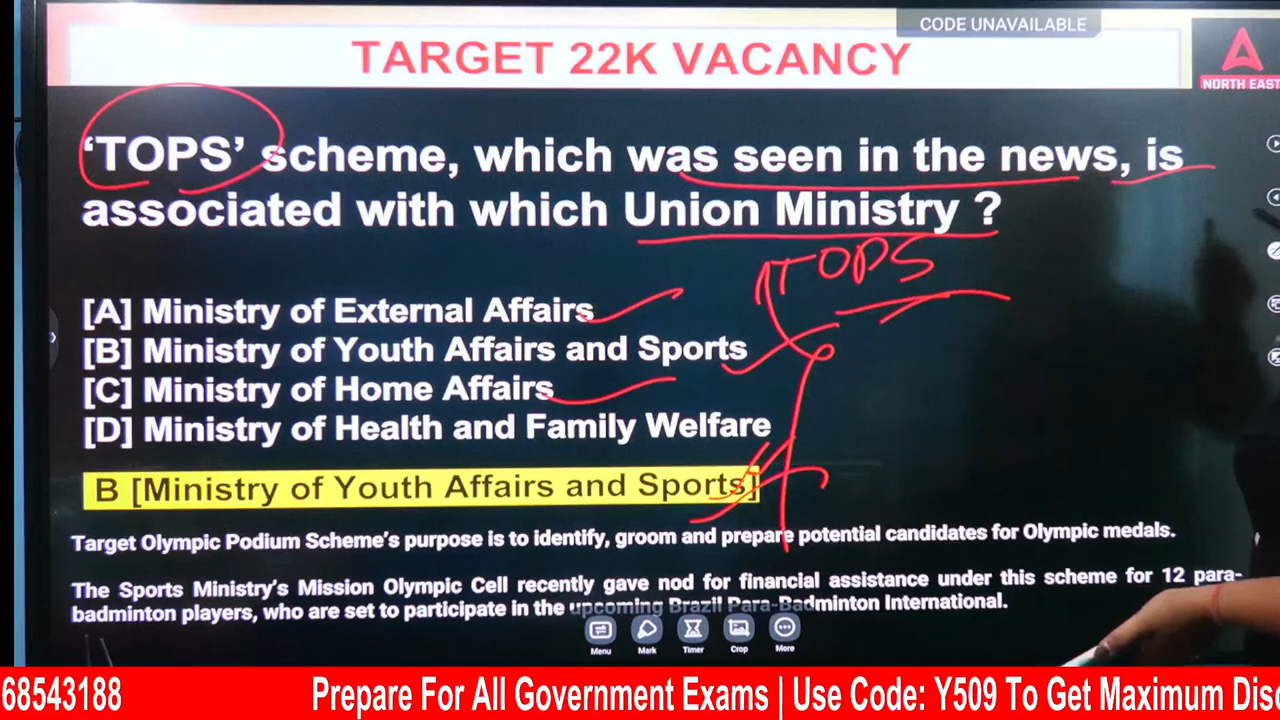 CODE UNAVAILABLE
TARGET 22K VACANCY
NORTH EAST
‘TOPS’ scheme, which was seen in the news, is
associated with which Union Ministry ?
TOPS
[A] Ministry of External Affairs
[B] Ministry of Youth Affairs and Sports
[C] Ministry of Home Affairs
[D] Ministry of Health and Family Welfare
B [Ministry of Youth Affairs and Sports]
Target Olympic Podium Scheme's purpose is to identify, groom and prepare potential candidates for Olympic medals.
The Sports Ministry's Mission Olympic Cell recently gave nod for financial assistance under this scheme for 12 para-
badminton players, who are set to participate in the upcoming Brazil Para-Badminton International.
Menu Mark Timer Crop More
68543188 Prepare For All Government Exams | Use Code: Y509 To Get Maximum Disc